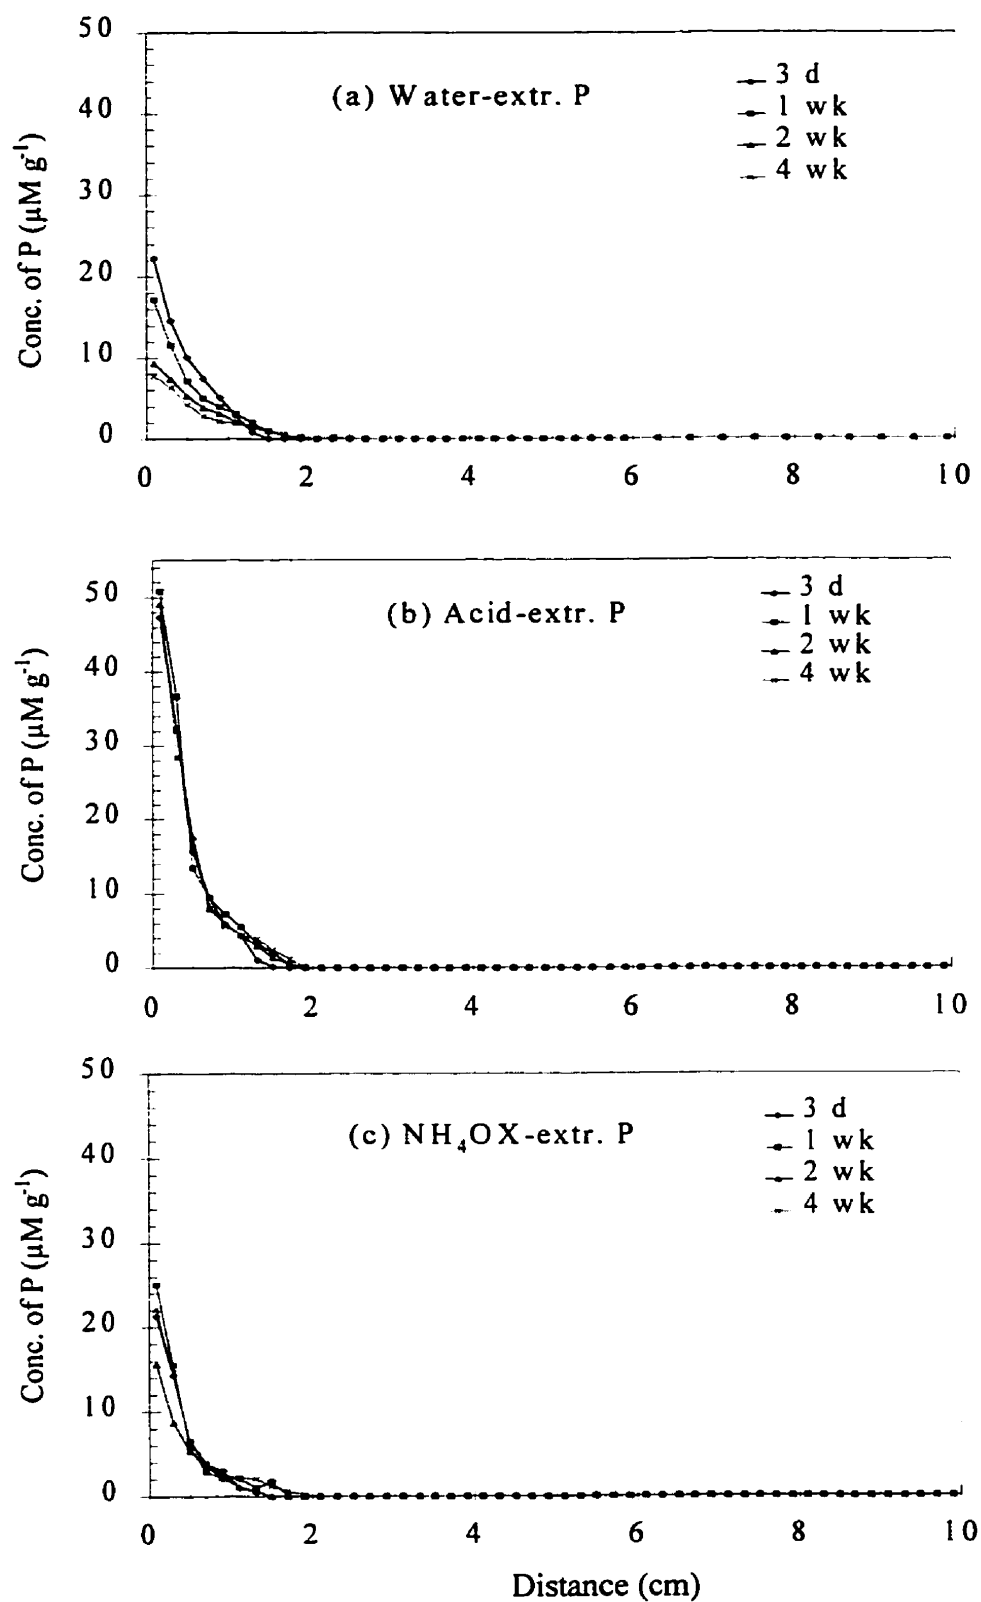 50
40
30
20
10
0
Conc. of P (μM g⁻¹)
(a) Water-extr. P
3 d
1 wk
2 wk
4 wk
0 2 4 6 8 10
50
40
30
20
10
0
Conc. of P (μM g⁻¹)
(b) Acid-extr. P
3 d
1 wk
2 wk
4 wk
0 2 4 6 8 10
50
40
30
20
10
0
Conc. of P (μM g⁻¹)
(c) NH₄OX-extr. P
3 d
1 wk
2 wk
4 wk
0 2 4 6 8 10
Distance (cm)